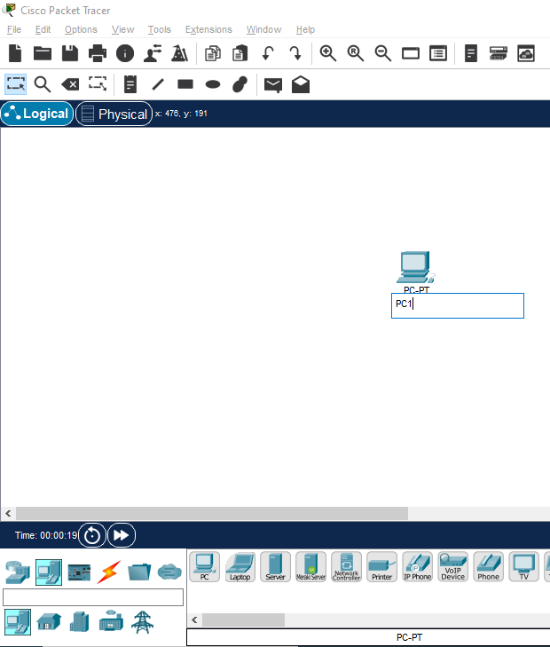 Cisco Packet Tracer
File Edit Options View Tools Extensions Window Help
Logical Physical x: 476, y: 191
PC-PT
PC1
Time: 00:00:19
PC Laptop Server Meraki Server Network Controller Printer IP Phone VoIP Device Phone TV
PC-PT